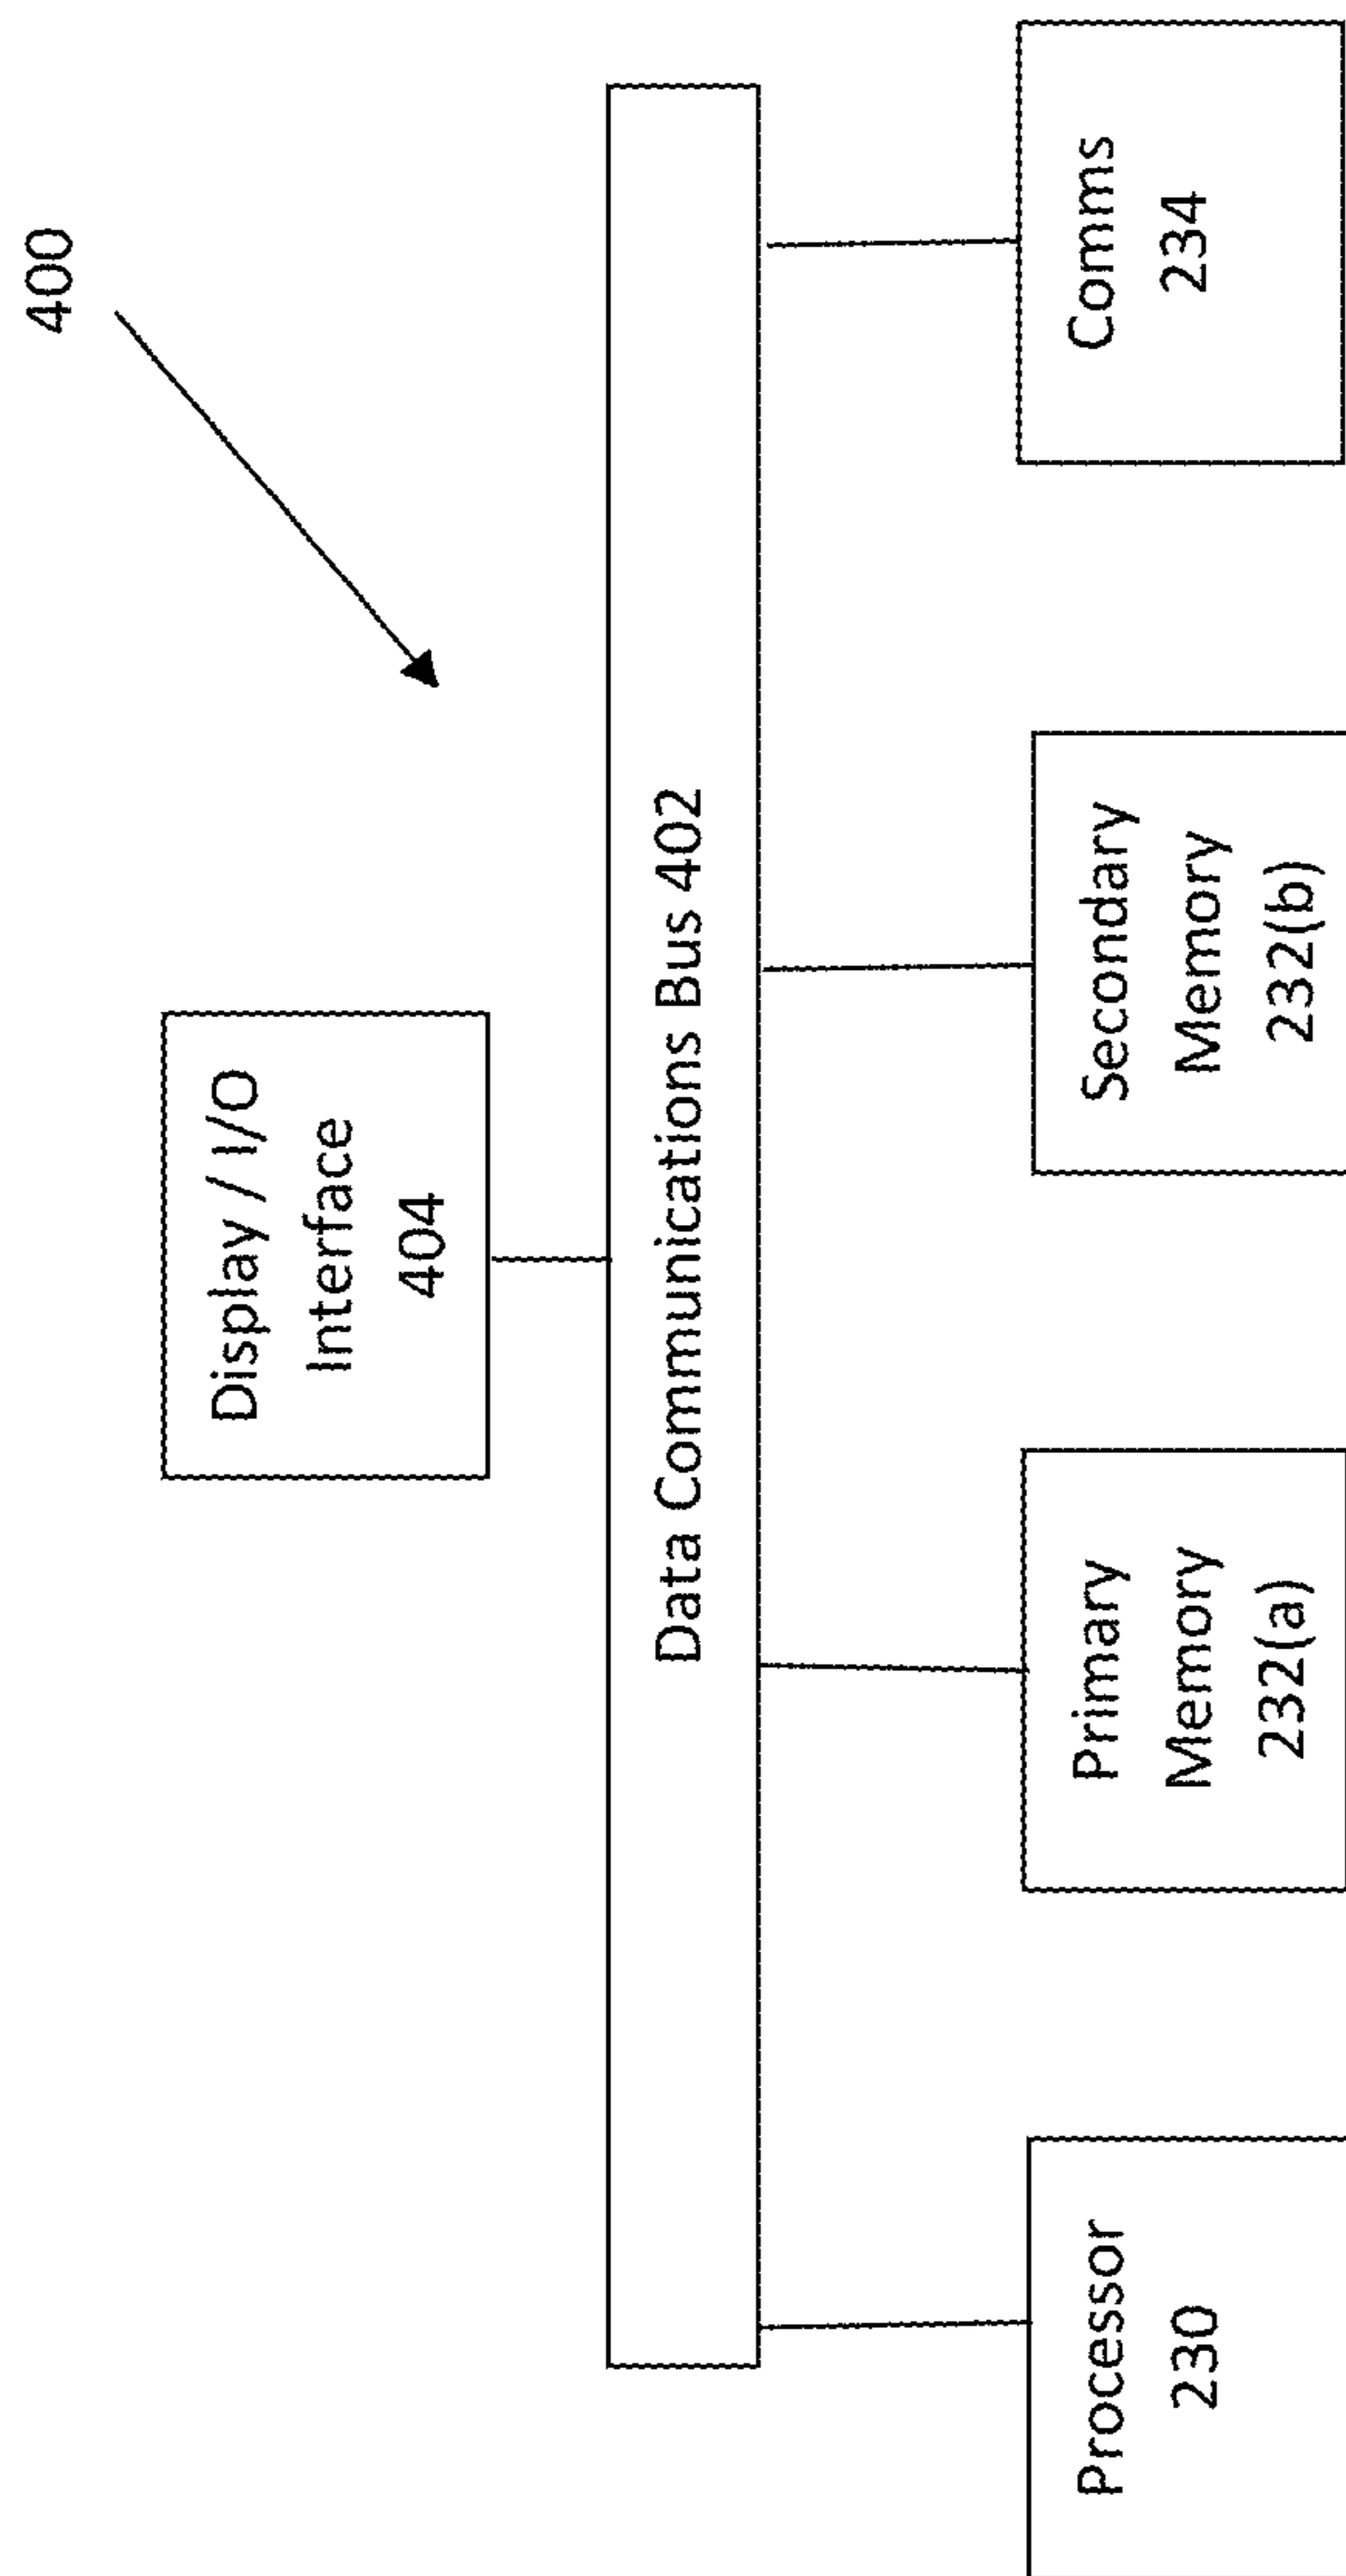 400
Display / I/O
Interface
404
Data Communications Bus 402
Processor
230
Primary
Memory
232(a)
Secondary
Memory
232(b)
Comms
234